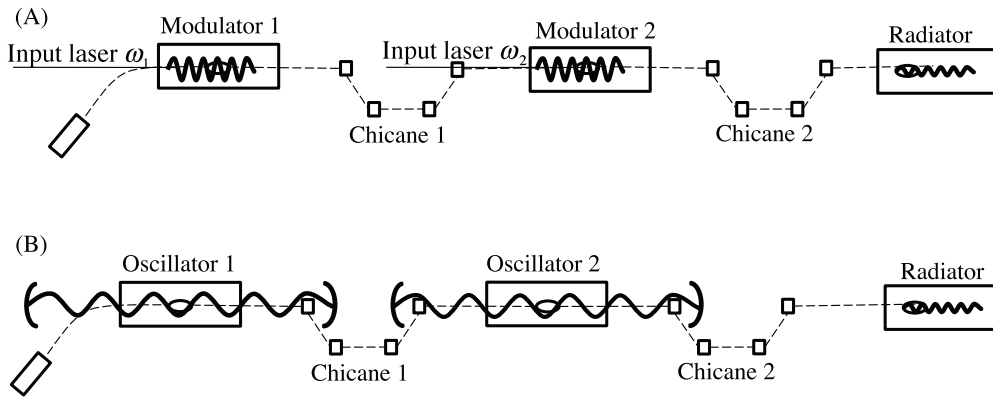 (A)
Modulator 1
Modulator 2
Radiator
Input laser ω₁
Input laser ω₂
Chicane 1
Chicane 2
(B)
Oscillator 1
Oscillator 2
Radiator
Chicane 1
Chicane 2